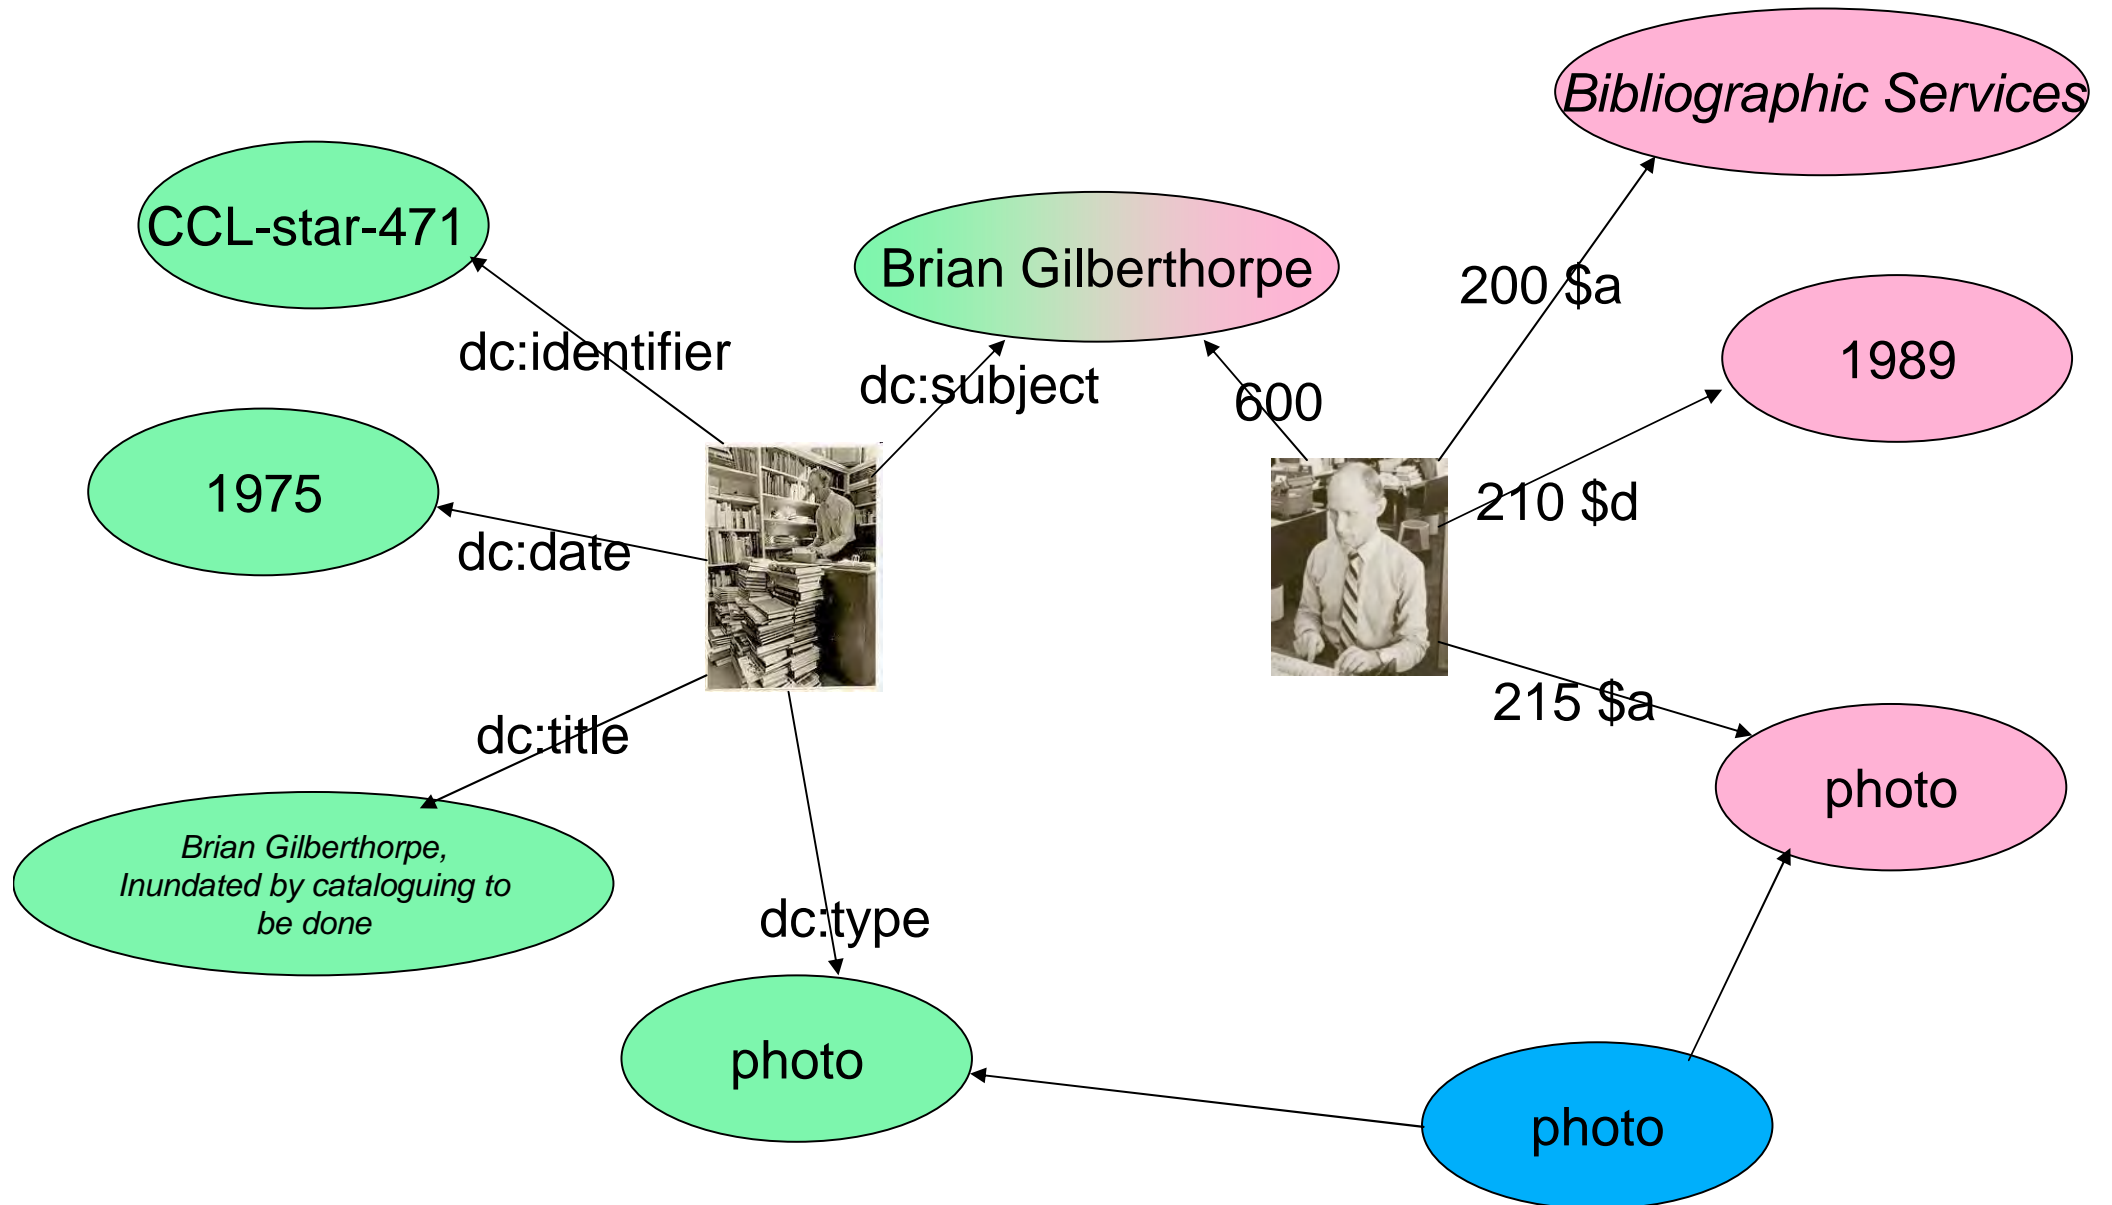 Bibliographic Services
CCL-star-471
Brian Gilberthorpe
200 $a
dc:identifier
1989
dc:subject
600
1975
210 $d
dc:date
215 $a
dc:title
photo
Brian Gilberthorpe,
Inundated by cataloguing to
be done
dc:type
photo
photo